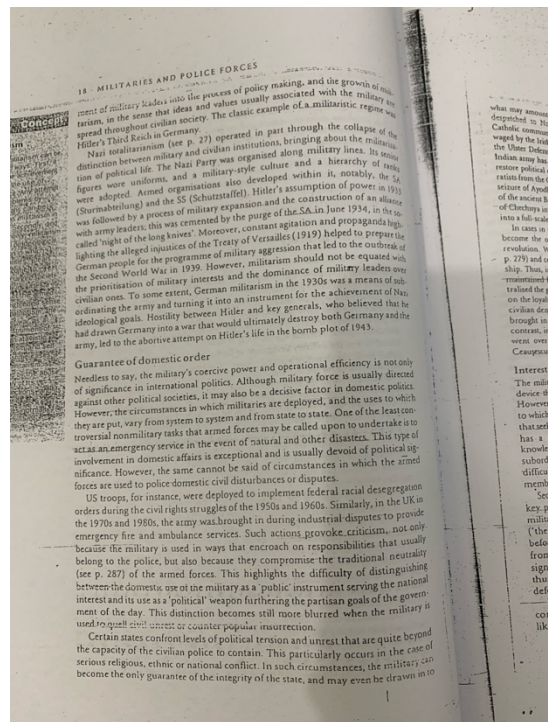 18 · MILITARIES AND POLICE FORCES
ment of military leaders into the process of policy making, and the growth of mili-
tarism, in the sense that ideas and values usually associated with the military are
spread throughout civilian society. The classic example of a militaristic regime was
Hitler's Third Reich in Germany.
Nazi totalitarianism (see p. 27) operated in part through the collapse of the
distinction between military and civilian institutions, bringing about the militarisa-
tion of political life. The Nazi Party was organised along military lines. Its senior
figures wore uniforms, and a military-style culture and a hierarchy of ranks
were adopted. Armed organisations also developed within it, notably, the SA
(Sturmabteilung) and the SS (Schutzstaffel). Hitler's assumption of power in 1933
was followed by a process of military expansion and the construction of an alliance
with army leaders; this was cemented by the purge of the SA in June 1934, in the so-
called 'night of the long knives'. Moreover, constant agitation and propaganda high-
lighting the alleged injustices of the Treaty of Versailles (1919) helped to prepare the
German people for the programme of military aggression that led to the outbreak of
the Second World War in 1939. However, militarism should not be equated with
the prioritisation of military interests and the dominance of military leaders over
civilian ones. To some extent, German militarism in the 1930s was a means of sub-
ordinating the army and turning it into an instrument for the achievement of Nazi
ideological goals. Hostility between Hitler and key generals, who believed that he
had drawn Germany into a war that would ultimately destroy both Germany and the
army, led to the abortive attempt on Hitler's life in the bomb plot of 1943.
Guarantee of domestic order
Needless to say, the military's coercive power and operational efficiency is not only
of significance in international politics. Although military force is usually directed
against other political societies, it may also be a decisive factor in domestic politics.
However, the circumstances in which militaries are deployed, and the uses to which
they are put, vary from system to system and from state to state. One of the least con-
troversial nonmilitary tasks that armed forces may be called upon to undertake is to
act as an emergency service in the event of natural and other disasters. This type of
involvement in domestic affairs is exceptional and is usually devoid of political sig-
nificance. However, the same cannot be said of circumstances in which the armed
forces are used to police domestic civil disturbances or disputes.
US troops, for instance, were deployed to implement federal racial desegregation
orders during the civil rights struggles of the 1950s and 1960s. Similarly, in the UK in
the 1970s and 1980s, the army was brought in during industrial disputes to provide
emergency fire and ambulance services. Such actions provoke criticism, not only
because the military is used in ways that encroach on responsibilities that usually
belong to the police, but also because they compromise the traditional neutrality
(see p. 287) of the armed forces. This highlights the difficulty of distinguishing
between the domestic use of the military as a 'public' instrument serving the national
interest and its use as a 'political' weapon furthering the partisan goals of the govern-
ment of the day. This distinction becomes still more blurred when the military is
used to quell civil unrest or counter popular insurrection.
Certain states confront levels of political tension and unrest that are quite beyond
the capacity of the civilian police to contain. This particularly occurs in the case of
serious religious, ethnic or national conflict. In such circumstances, the military can
become the only guarantee of the integrity of the state, and may even be drawn into
what may amount
despatched to No
Catholic commun
waged by the Irish
the Ulster Defenc
Indian army has
restore political
ratists from the
seizure of Ayod
of the ancient B
of Chechnya in
into a full-scale
In cases in
become the
revolution. W
p. 279) and c
ship. Thus,
maintained
tralised the
on the loyal
civilian den
brought in
contrast, in
went over
Ceauşescu
Interest
The mili
device th
However
to which
that seek
has a
knowle
subord
difficu
memb
Sec
key p
milit
('the
befo
from
sign
thu
def
cor
lik